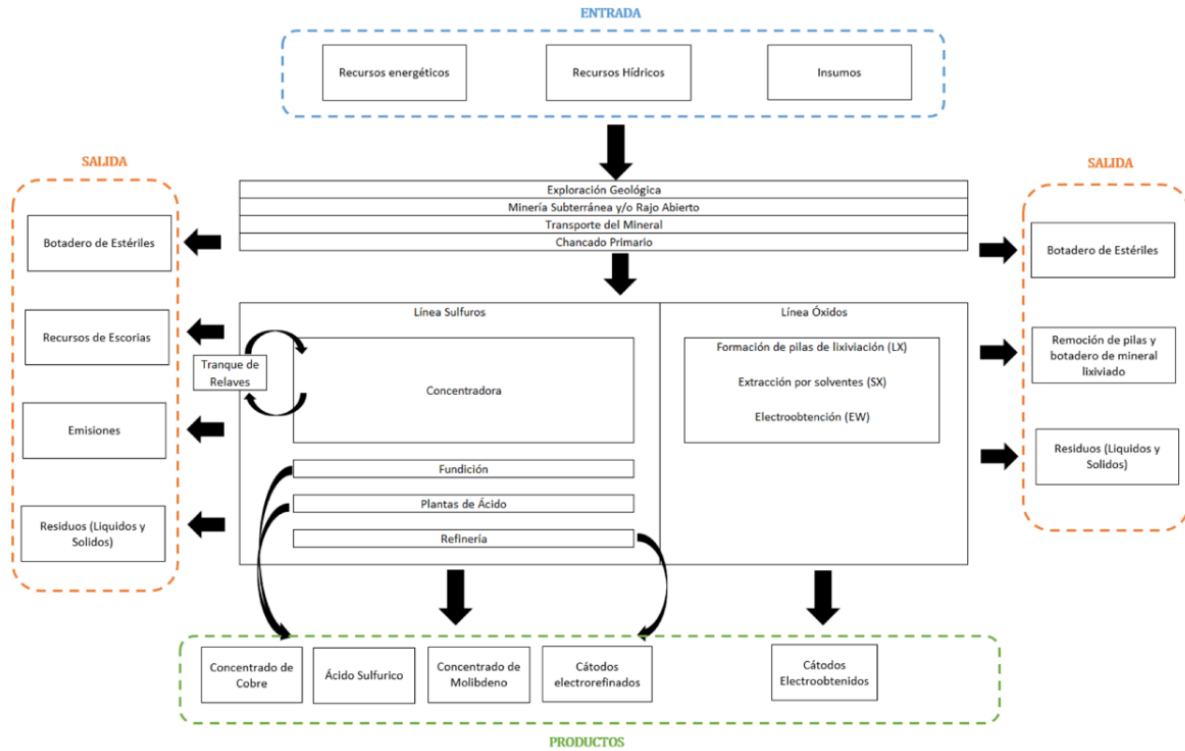 ENTRADA
Recursos energéticos
Recursos Hídricos
Insumos
SALIDA
Botadero de Estériles
Recursos de Escorias
Emisiones
Residuos (Liquidos y
Solidos)
Exploración Geológica
Minería Subterránea y/o Rajo Abierto
Transporte del Mineral
Chancado Primario
Línea Sulfuros
Tranque de
Relaves
Concentradora
Fundición
Plantas de Ácido
Refinería
Línea Óxidos
Formación de pilas de lixiviación (LX)
Extracción por solventes (SX)
Electroobtención (EW)
SALIDA
Botadero de Estériles
Remoción de pilas y
botadero de mineral
lixiviado
Residuos (Liquidos y
Solidos)
Concentrado de
Cobre
Ácido Sulfurico
Concentrado de
Molibdeno
Cátodos
electrorefinados
Cátodos
Electroobtenidos
PRODUCTOS